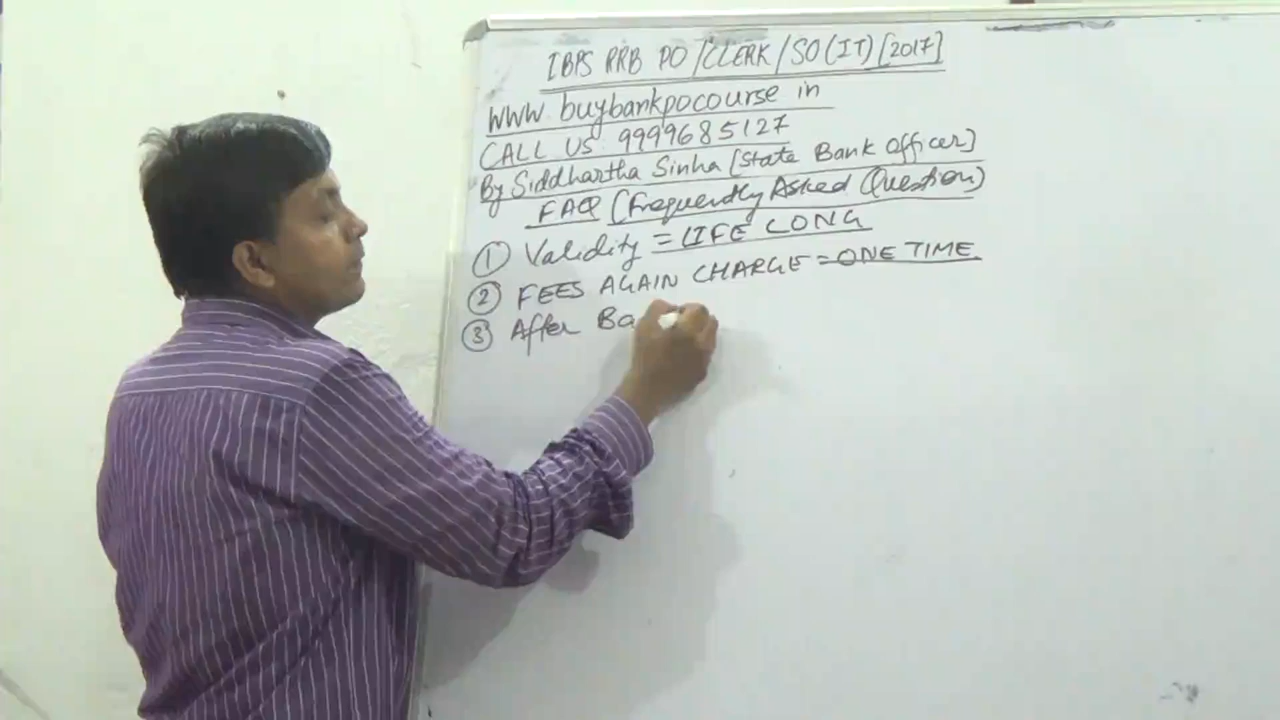 IBPS RRB PO/CLERK/SO(IT)[2017]
WWW.buybankpocourse in
CALL US: 9999685127
By Siddhartha Sinha [State Bank officer]
FAQ (Frequently Asked Question)
① Validity = LIFE LONG
② FEES AGAIN CHARGE = ONE TIME.
③ After Ba